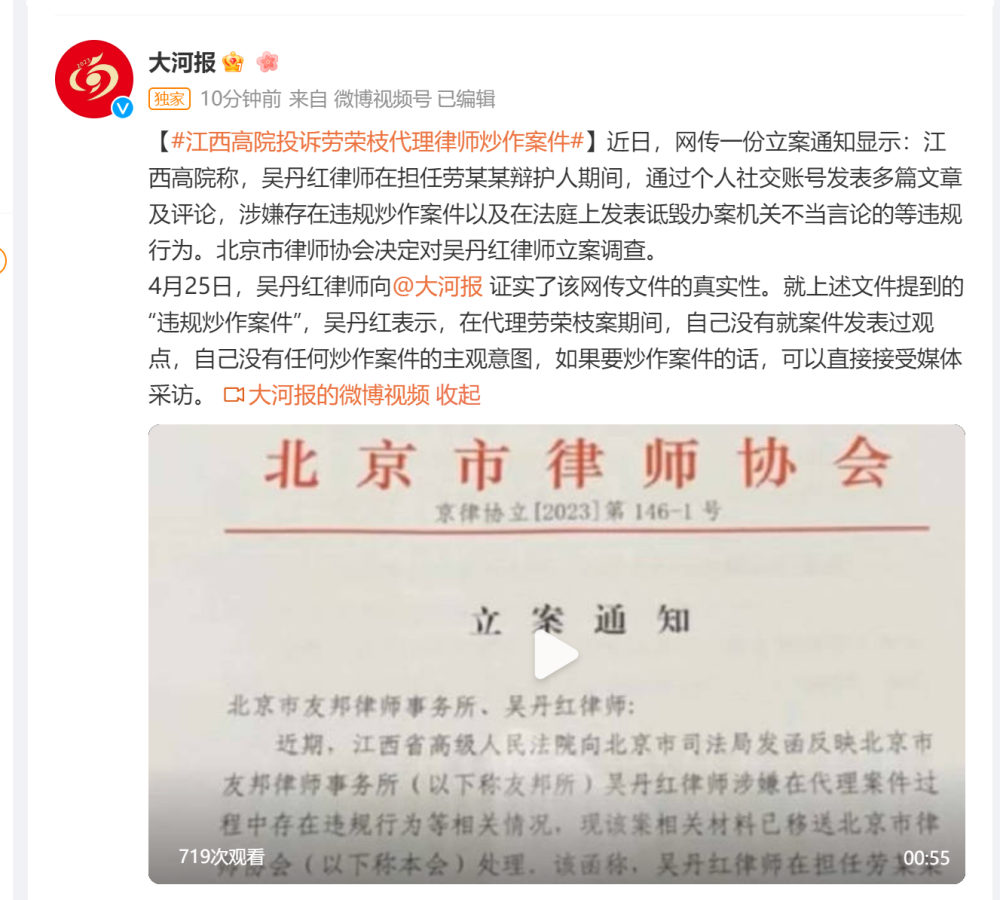 大河报
独家 10分钟前 来自 微博视频号 已编辑
【#江西高院投诉劳荣枝代理律师炒作案件#】近日，网传一份立案通知显示：江
西高院称，吴丹红律师在担任劳某某辩护人期间，通过个人社交账号发表多篇文章
及评论，涉嫌存在违规炒作案件以及在法庭上发表诋毁办案机关不当言论的等违规
行为。北京市律师协会决定对吴丹红律师立案调查。
4月25日，吴丹红律师向@大河报 证实了该网传文件的真实性。就上述文件提到的
“违规炒作案件”，吴丹红表示，在代理劳荣枝案期间，自己没有就案件发表过观
点，自己没有任何炒作案件的主观意图，如果要炒作案件的话，可以直接接受媒体
采访。 大河报的微博视频 收起
北京市律师协会
京律协立[2023]第 146-1 号
立案通知
北京市友邦律师事务所、吴丹红律师:
近期，江西省高级人民法院向北京市司法局发函反映北京市
友邦律师事务所（以下称友邦所）吴丹红律师涉嫌在代理案件过
程中存在违规行为等相关情况，现该案相关材料已移送北京市律
师协会（以下称本会）处理。该函称，吴丹红律师在担任劳某某
719次观看
00:55